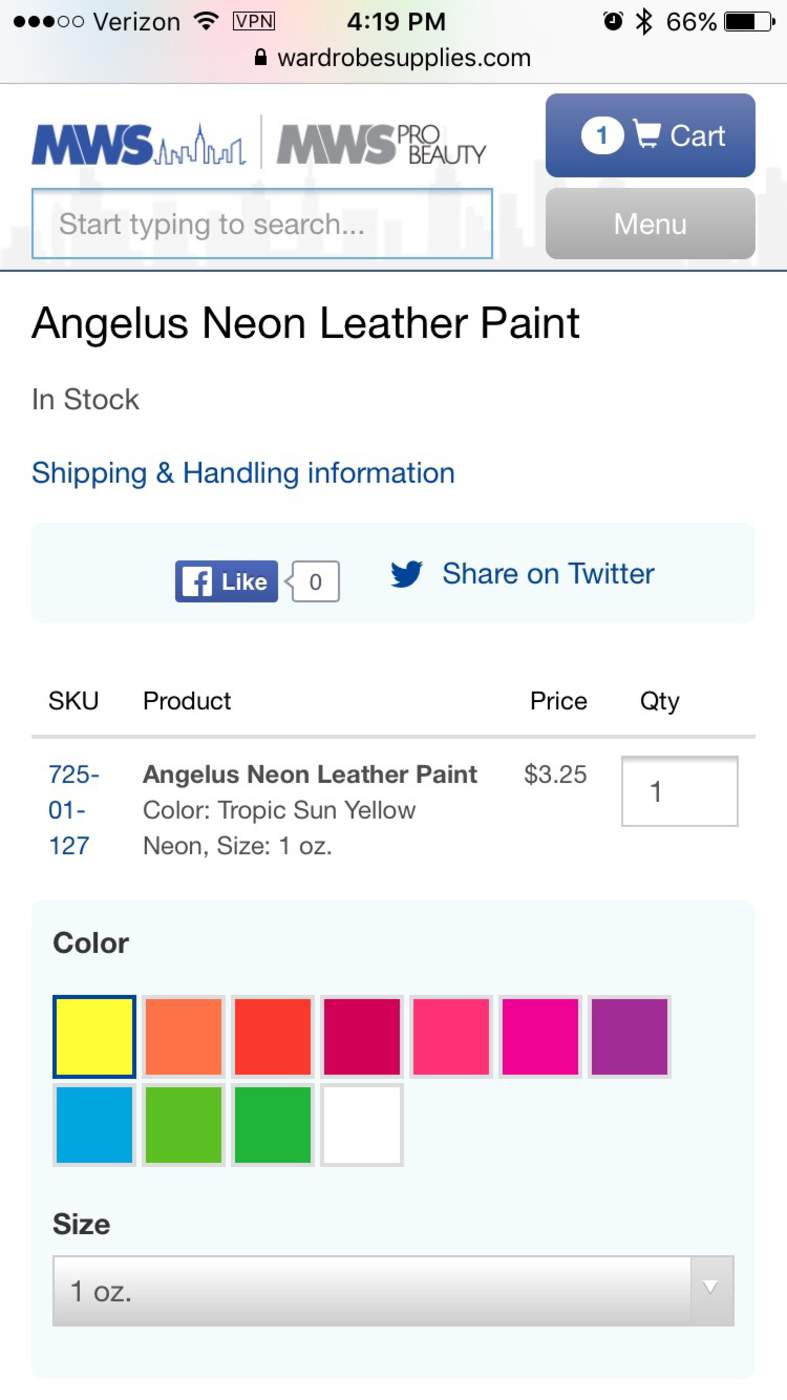 Verizon VPN 4:19 PM 66%
wardrobesupplies.com
MWS MWS PRO BEAUTY
1 Cart
Start typing to search...
Menu
Angelus Neon Leather Paint
In Stock
Shipping & Handling information
f Like 0 Share on Twitter
SKU Product Price Qty
725- Angelus Neon Leather Paint $3.25 1
01- Color: Tropic Sun Yellow
127 Neon, Size: 1 oz.
Color
Size
1 oz.